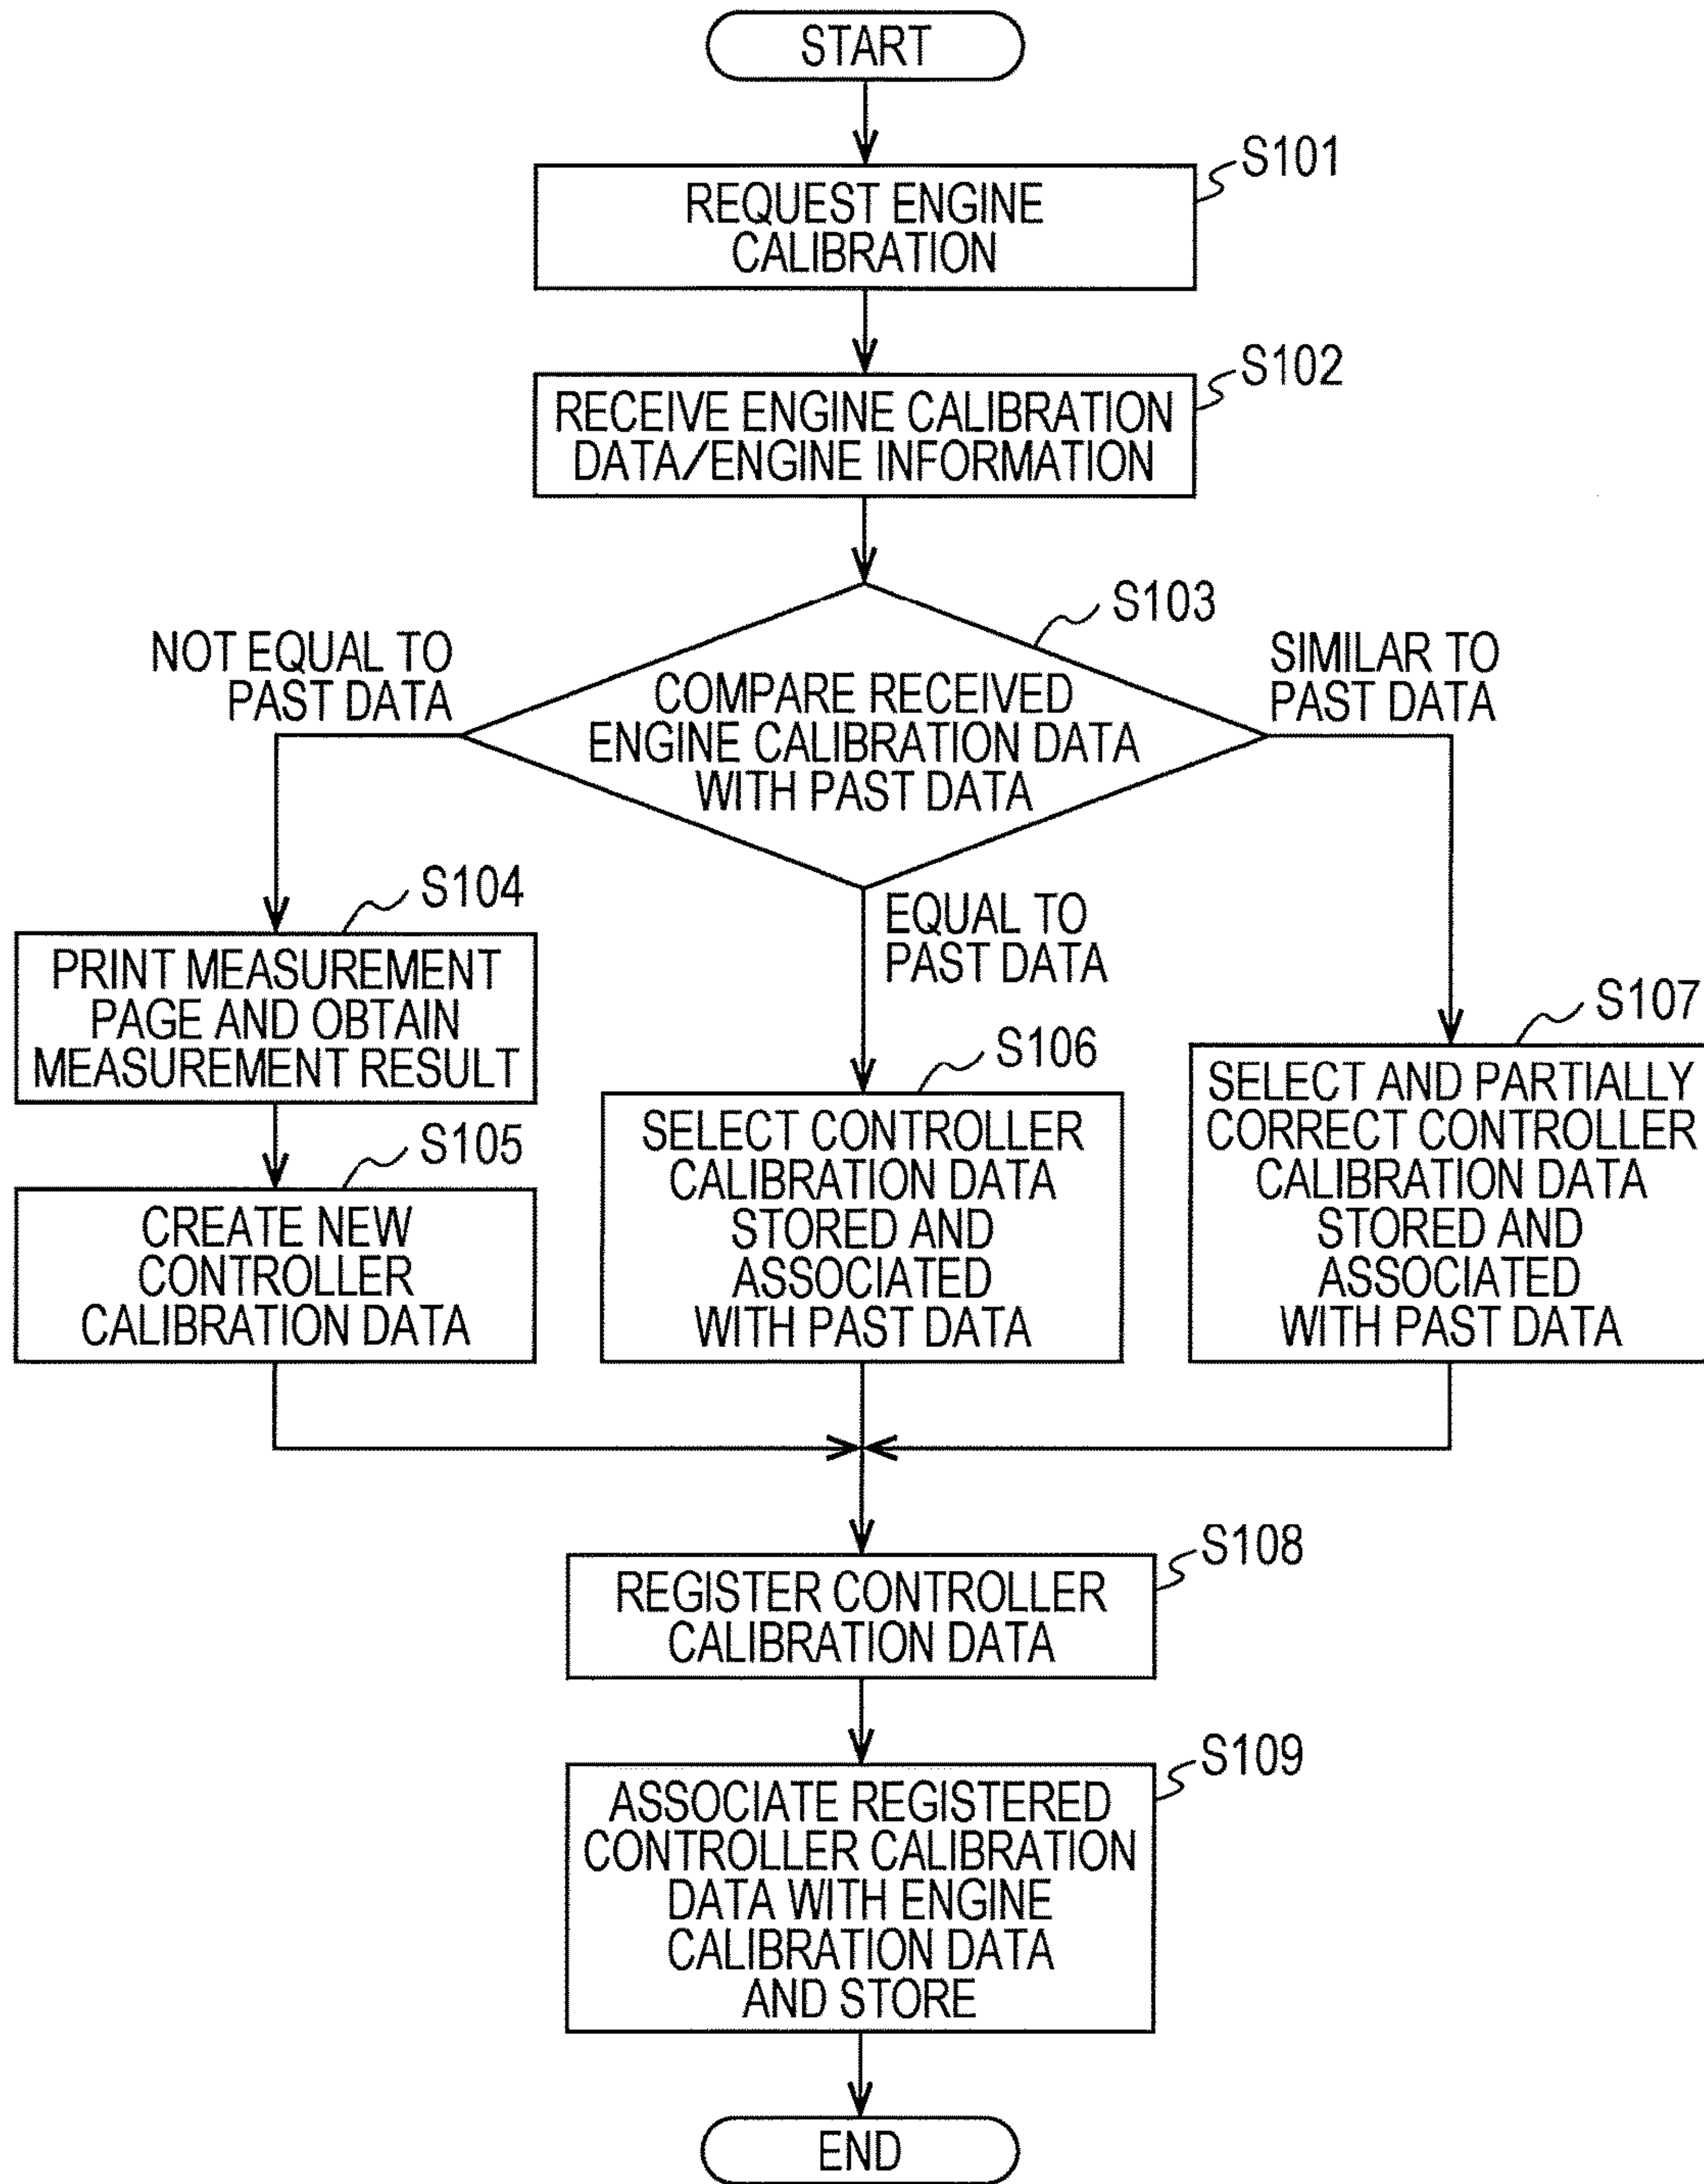 START
S101
REQUEST ENGINE
CALIBRATION
S102
RECEIVE ENGINE CALIBRATION
DATA/ENGINE INFORMATION
S103
NOT EQUAL TO
PAST DATA
COMPARE RECEIVED
ENGINE CALIBRATION DATA
WITH PAST DATA
SIMILAR TO
PAST DATA
EQUAL TO
PAST DATA
S104
PRINT MEASUREMENT
PAGE AND OBTAIN
MEASUREMENT RESULT
S105
CREATE NEW
CONTROLLER
CALIBRATION DATA
S106
SELECT CONTROLLER
CALIBRATION DATA
STORED AND
ASSOCIATED
WITH PAST DATA
S107
SELECT AND PARTIALLY
CORRECT CONTROLLER
CALIBRATION DATA
STORED AND
ASSOCIATED
WITH PAST DATA
S108
REGISTER CONTROLLER
CALIBRATION DATA
S109
ASSOCIATE REGISTERED
CONTROLLER CALIBRATION
DATA WITH ENGINE
CALIBRATION DATA
AND STORE
END